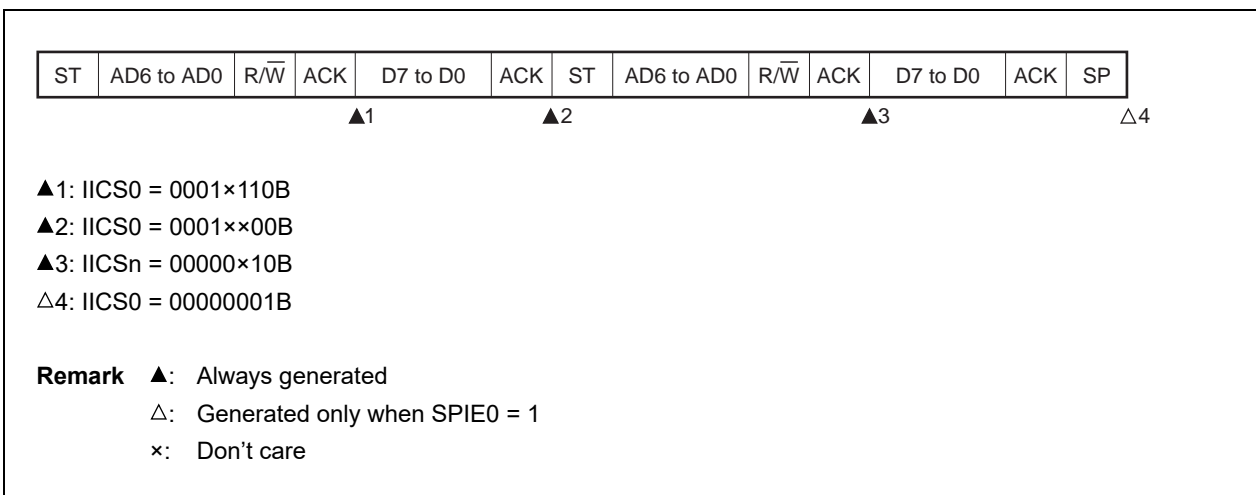 ST AD6 to AD0 R/W̅ ACK D7 to D0 ACK ST AD6 to AD0 R/W̅ ACK D7 to D0 ACK SP
▲1 ▲2 ▲3 △4
▲1: IICS0 = 0001×110B
▲2: IICS0 = 0001××00B
▲3: IICSn = 00000×10B
△4: IICS0 = 00000001B
Remark ▲: Always generated
△: Generated only when SPIE0 = 1
×: Don’t care